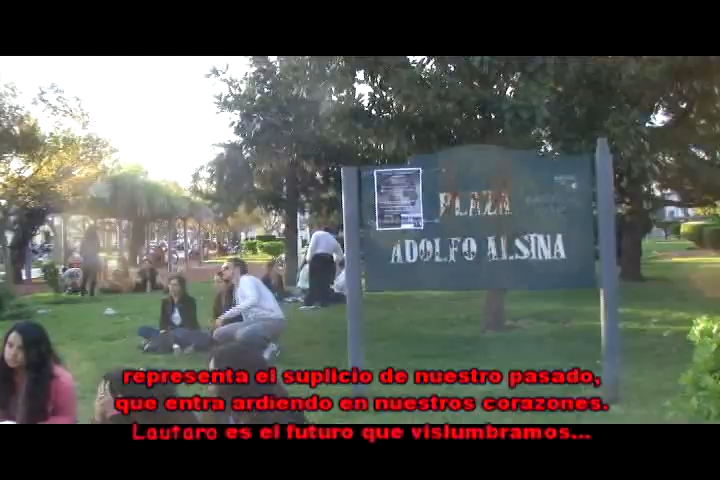 PLAZA
ADOLFO ALSINA
representa el suplicio de nuestro pasado,
que entra ardiendo en nuestros corazones.
Lautaro es el futuro que vislumbramos...